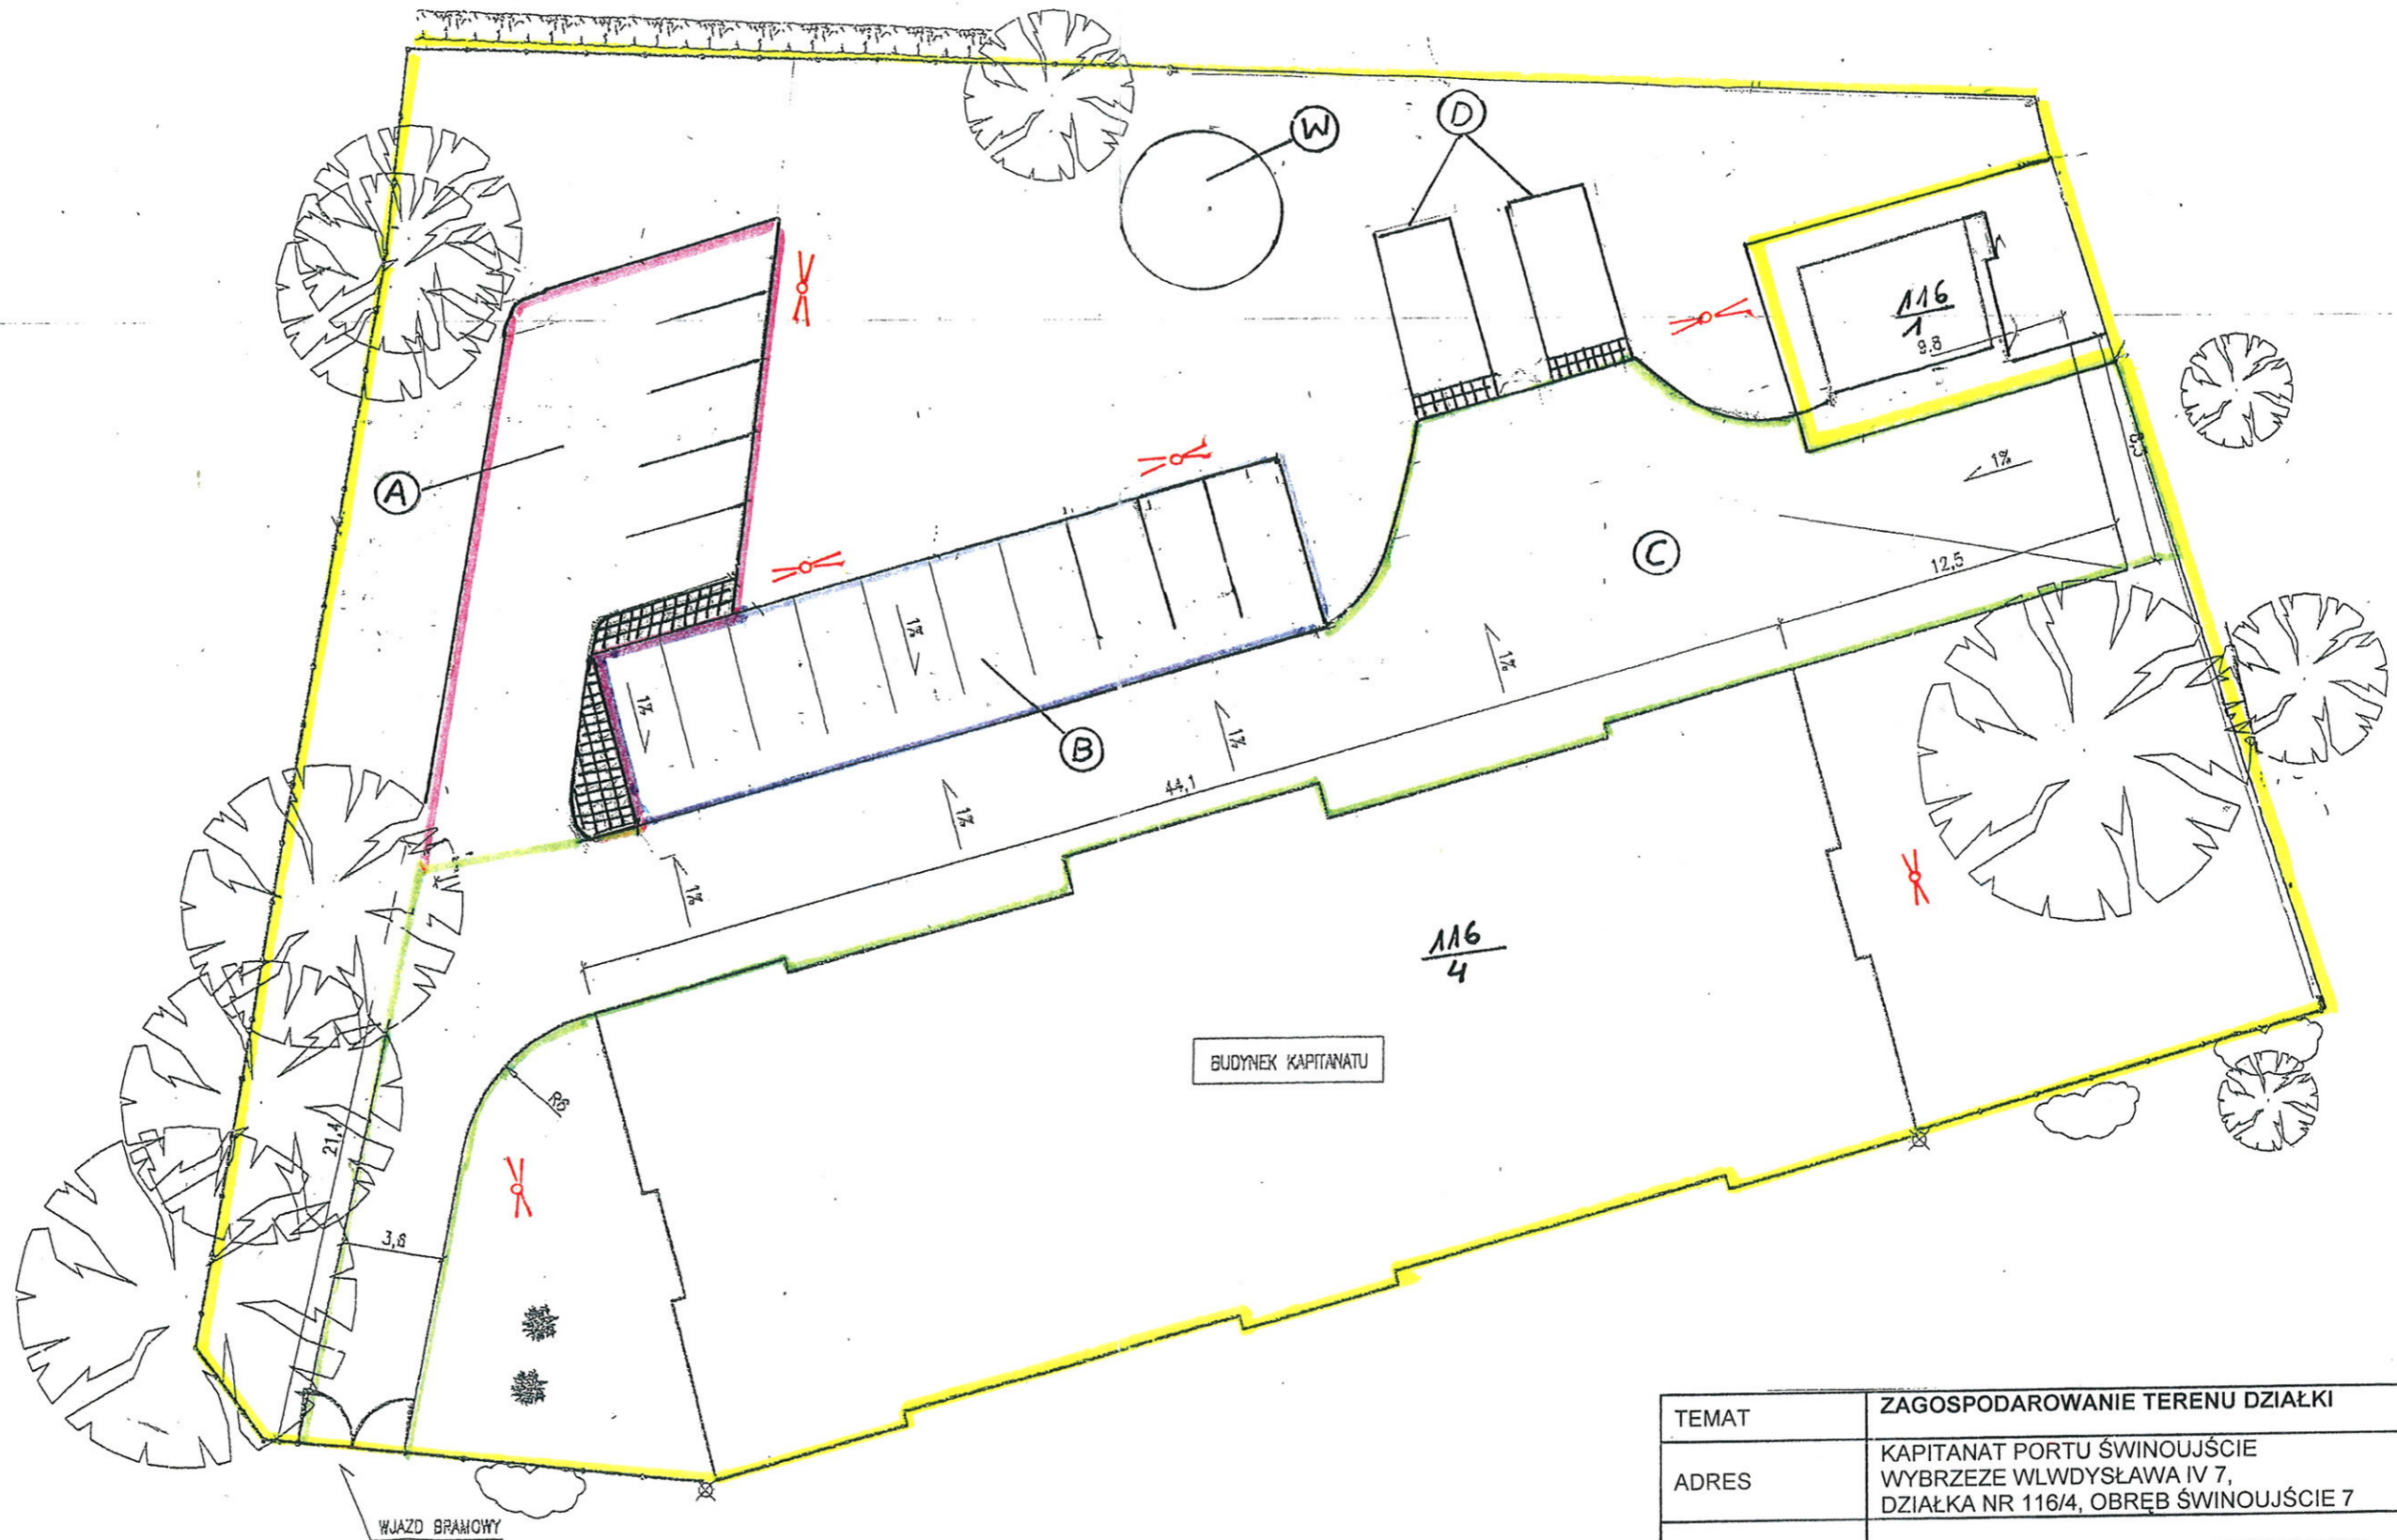 W
D
116
1
9.8
A
1%
C
12,5
1%
1%
1%
B
1%
44,1
1%
1%
1%
116
4
BUDYNEK KAPITANATU
R6
21,4
3,6
WJAZD BRAMOWY
TEMAT
ZAGOSPODAROWANIE TERENU DZIAŁKI
ADRES
KAPITANAT PORTU ŚWINOUJŚCIE
WYBRZEZE WLWDYSŁAWA IV 7,
DZIAŁKA NR 116/4, OBRĘB ŚWINOUJŚCIE 7